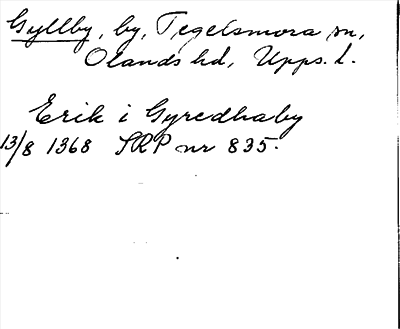 Gyllby, by, Tegelsmora sn,
Olands hd, Upps. l.
Erik i Gyredhaby
13/8 1368 SRP nr 835.